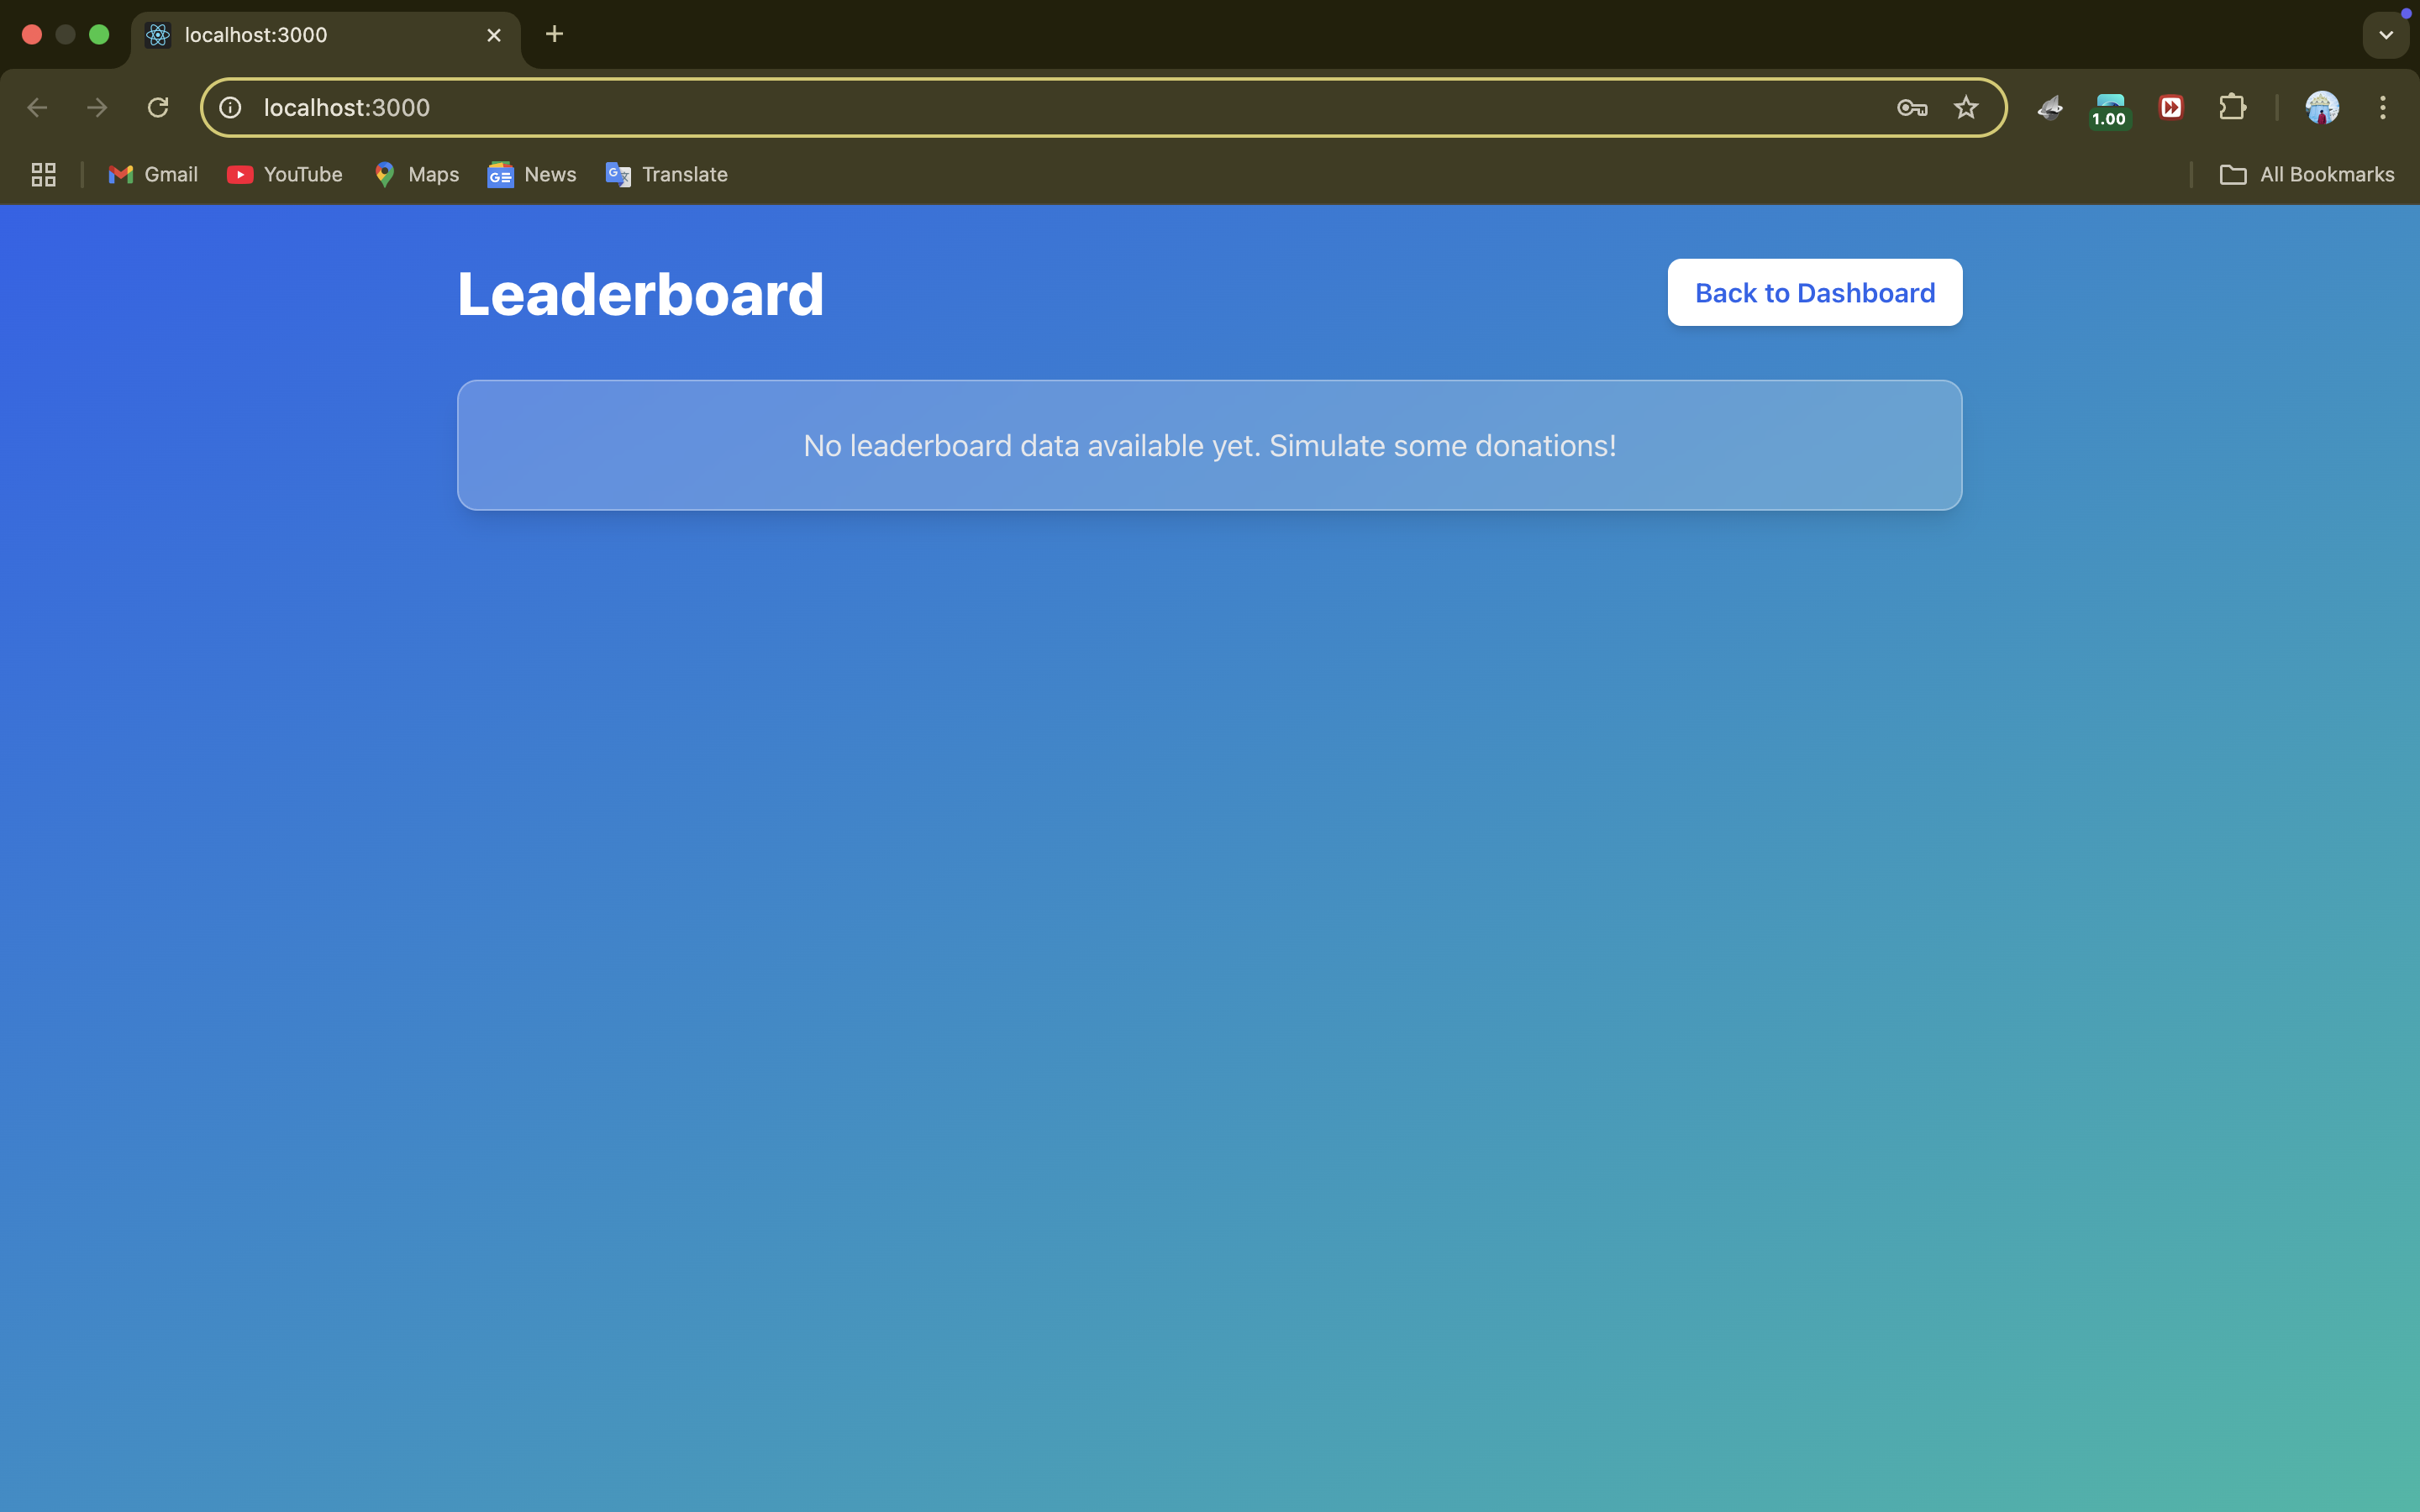 localhost:3000
localhost:3000
1.00
Gmail
YouTube
Maps
News
Translate
All Bookmarks
Leaderboard
Back to Dashboard
No leaderboard data available yet. Simulate some donations!